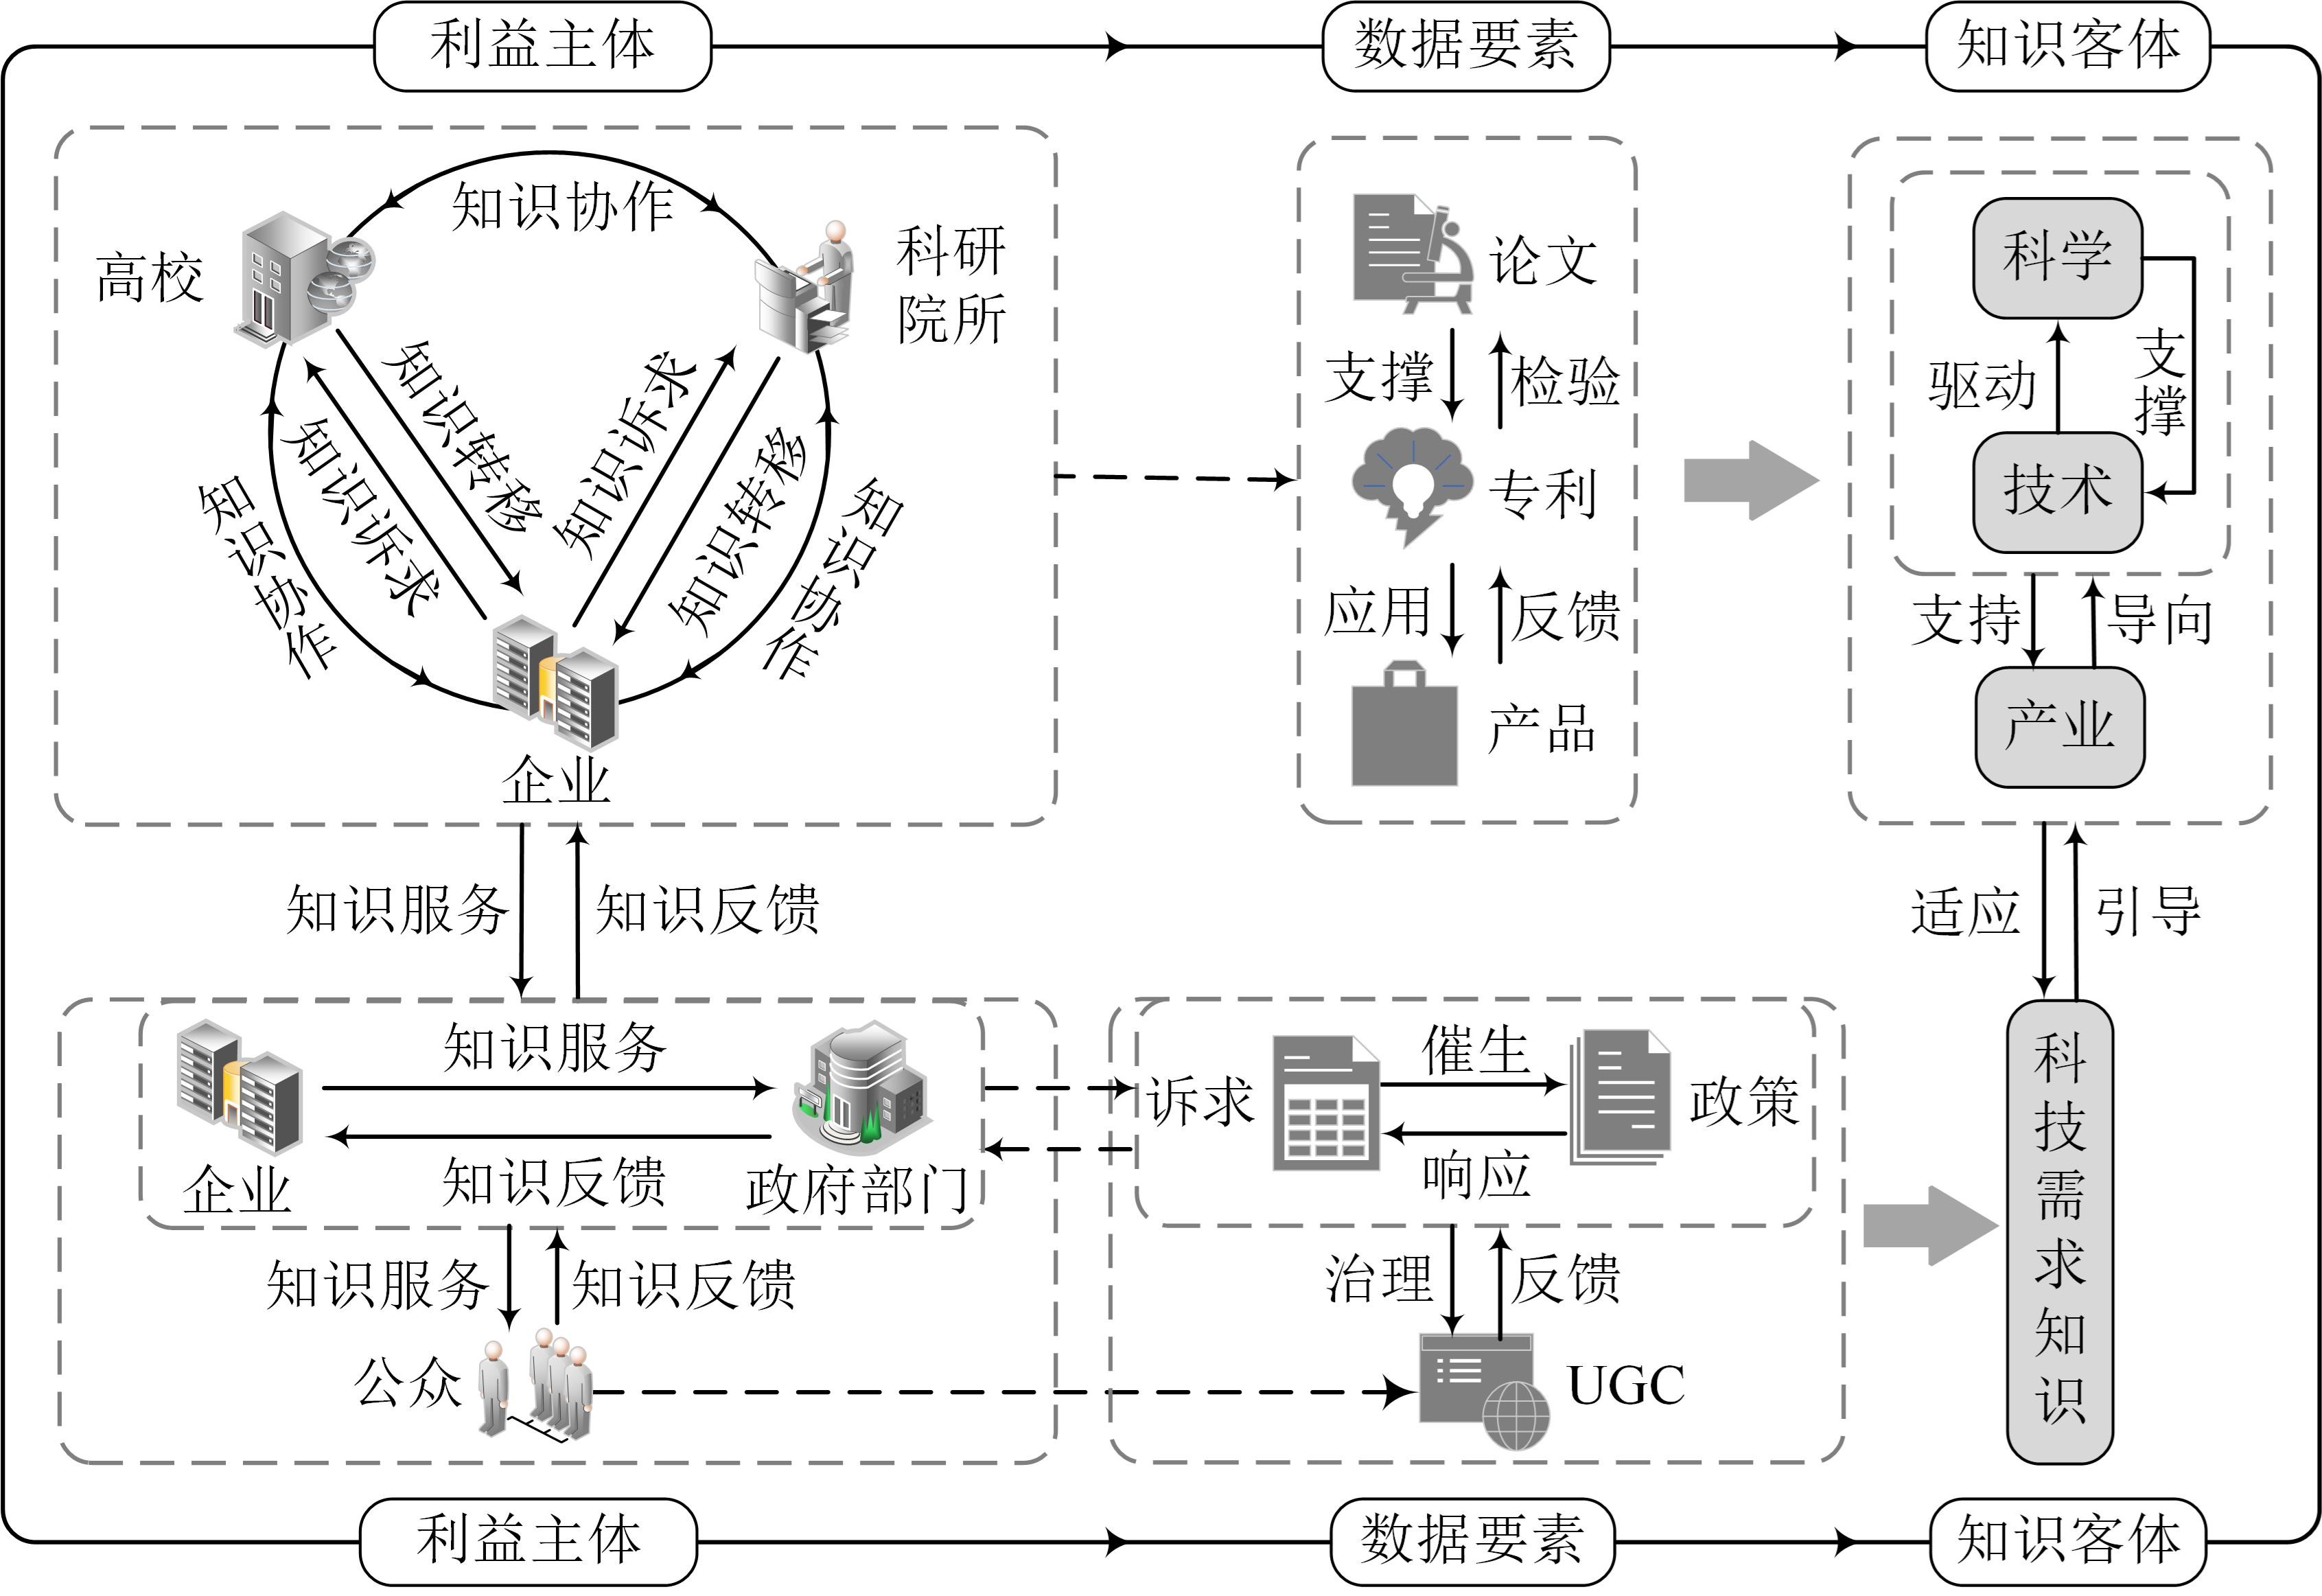 利益主体
数据要素
知识客体
知识协作
高校
科研
院所
知识转移
知识诉求
知识诉求
知识转移
知识协作
知识协作
企业
论文
支撑
检验
专利
应用
反馈
产品
科学
驱动
支撑
技术
支持
导向
产业
知识服务
知识反馈
适应
引导
知识服务
企业
知识反馈
政府部门
知识服务
知识反馈
公众
诉求
催生
响应
政策
治理
反馈
UGC
科技需求知识
利益主体
数据要素
知识客体